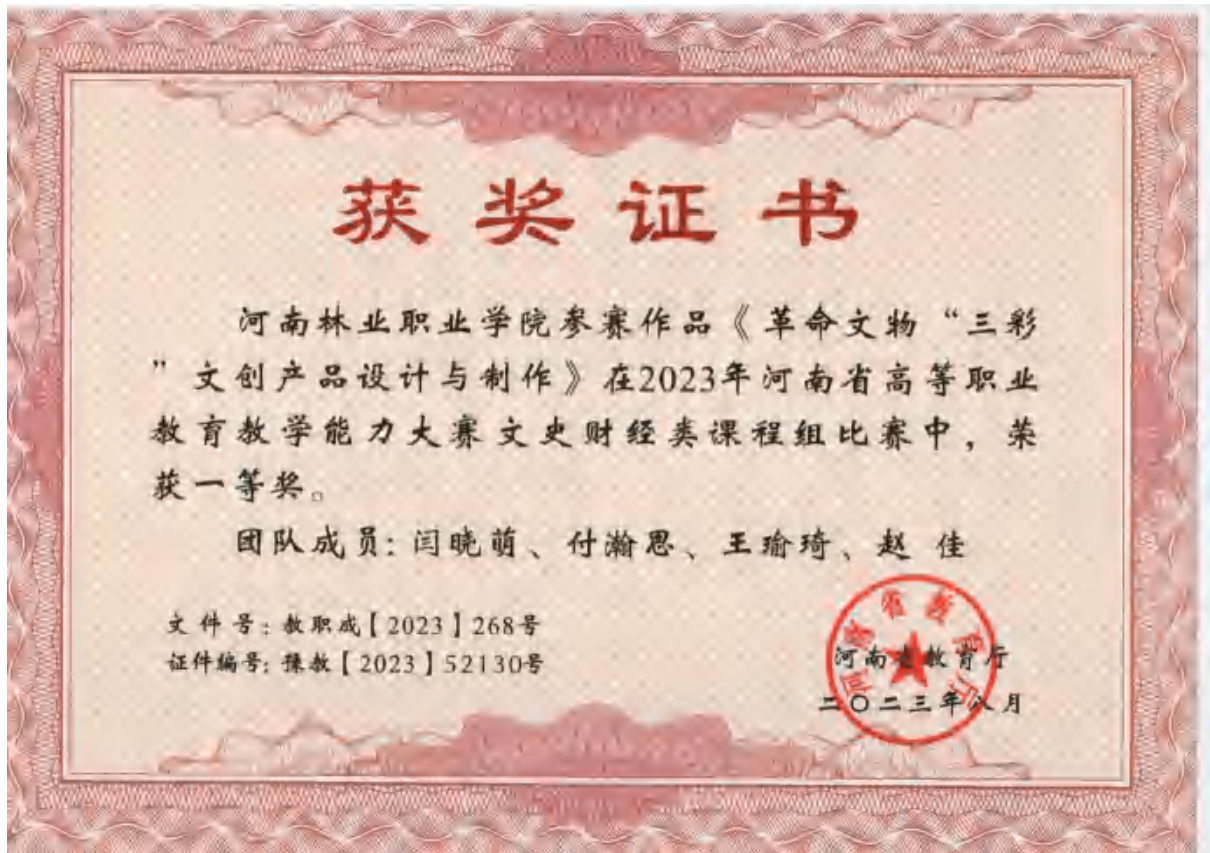 获奖证书
河南林业职业学院参赛作品《革命文物“三彩
”文创产品设计与制作》在2023年河南省高等职业
教育教学能力大赛文史财经类课程组比赛中，荣
获一等奖。
团队成员：闫晓萌、付瀚思、王瑜琦、赵 佳
文件号：教职成【2023】268号
证件编号：豫教【2023】52130号
河南省教育厅
河南省教育厅
二〇二三年八月